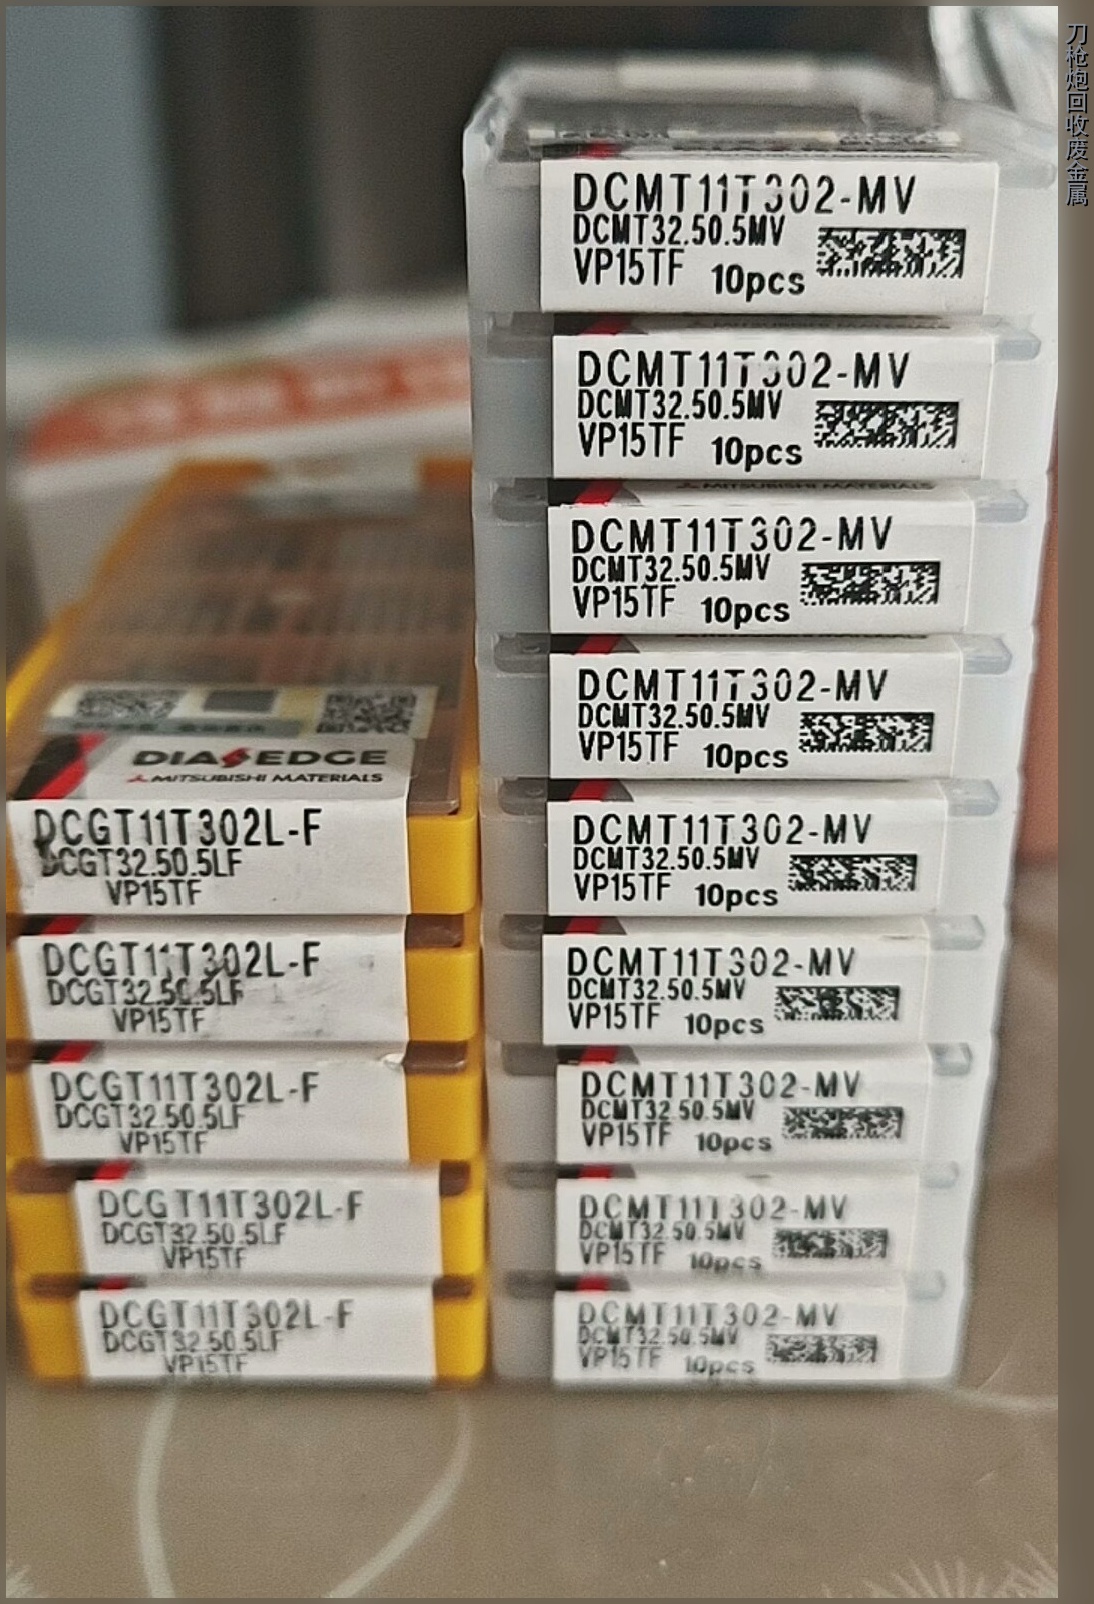 DCMT11T302-MV
DCMT32.50.5MV
VP15TF 10pcs
MITSUBISHI MATERIALS
DCMT11T302-MV
DCMT32.50.5MV
VP15TF 10pcs
MITSUBISHI MATERIALS
DCMT11T302-MV
DCMT32.50.5MV
VP15TF 10pcs
DCMT11T302-MV
DCMT32.50.5MV
VP15TF 10pcs
DCMT11T302-MV
DCMT32.50.5MV
VP15TF 10pcs
DCMT11T302-MV
DCMT32.50.5MV
VP15TF 10pcs
DCMT11T302-MV
DCMT32.50.5MV
VP15TF 10pcs
DCMT11T302-MV
DCMT32.50.5MV
VP15TF 10pcs
DCMT11T302-MV
DCMT32.50.5MV
VP15TF 10pcs
DIAEDGE
MITSUBISHI MATERIALS
DCGT11T302L-F
DCGT32.50.5LF
VP15TF
DCGT11T302L-F
DCGT32.50.5LF
VP15TF
DCGT11T302L-F
DCGT32.50.5LF
VP15TF
DCGT11T302L-F
DCGT32.50.5LF
VP15TF
DCGT11T302L-F
DCGT32.50.5LF
VP15TF
刀枪炮回收废金属